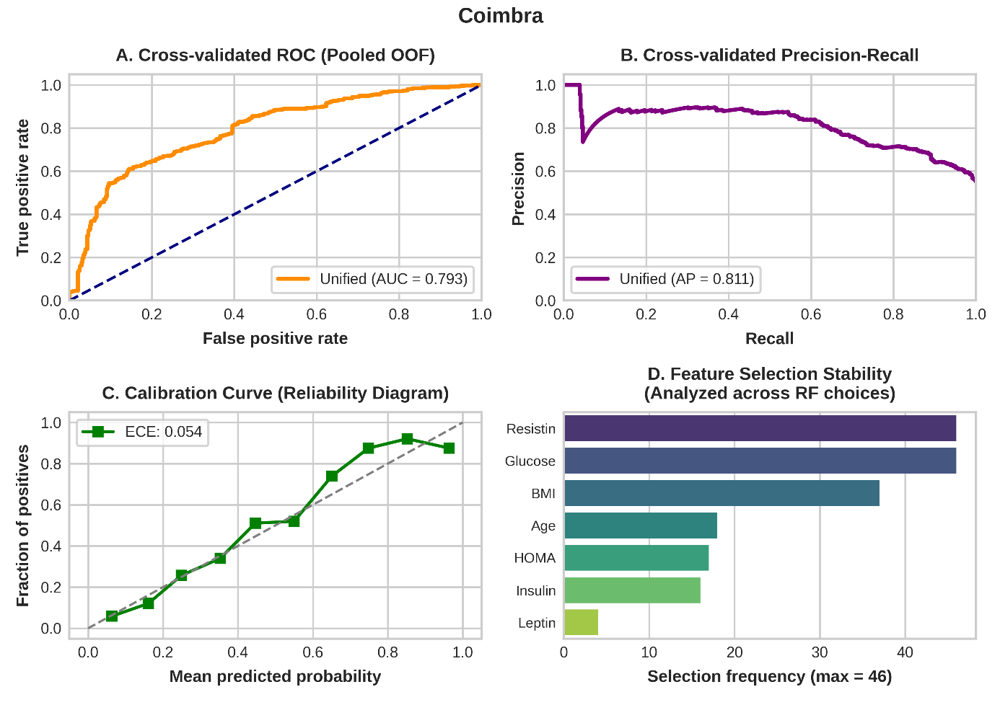 Coimbra
A. Cross-validated ROC (Pooled OOF)
True positive rate
1.0
0.8
0.6
0.4
0.2
0.0
0.0 0.2 0.4 0.6 0.8 1.0
False positive rate
Unified (AUC = 0.793)
B. Cross-validated Precision-Recall
Precision
1.0
0.8
0.6
0.4
0.2
0.0
0.0 0.2 0.4 0.6 0.8 1.0
Recall
Unified (AP = 0.811)
C. Calibration Curve (Reliability Diagram)
Fraction of positives
1.0
0.8
0.6
0.4
0.2
0.0
0.0 0.2 0.4 0.6 0.8 1.0
Mean predicted probability
ECE: 0.054
D. Feature Selection Stability
(Analyzed across RF choices)
Resistin
Glucose
BMI
Age
HOMA
Insulin
Leptin
0 10 20 30 40
Selection frequency (max = 46)